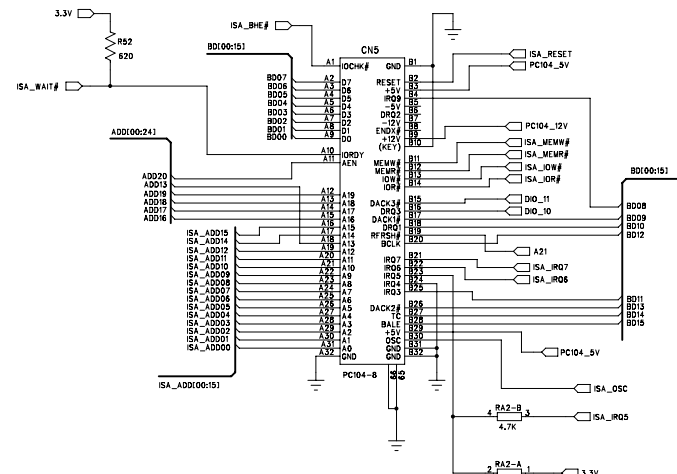 3.3V
R52
620
ISA_WAIT#
ISA_BHE#
CN5
BD[00:15]
BD07
BD06
BD05
BD04
BD03
BD02
BD01
BD00
ADD[00:24]
ADD20
ADD13
ADD19
ADD18
ADD17
ADD16
ISA_ADD15
ISA_ADD14
ISA_ADD12
ISA_ADD11
ISA_ADD10
ISA_ADD09
ISA_ADD08
ISA_ADD07
ISA_ADD06
ISA_ADD05
ISA_ADD04
ISA_ADD03
ISA_ADD02
ISA_ADD01
ISA_ADD00
ISA_ADD[00:15]
A1 IOCHK#
A2 D7
A3 D6
A4 D5
A5 D4
A6 D3
A7 D2
A8 D1
A9 D0
A10 IORDY
A11 AEN
A12 A19
A13 A18
A14 A17
A15 A16
A16 A15
A17 A14
A18 A13
A19 A12
A20 A11
A21 A10
A22 A9
A23 A8
A24 A7
A25 A6
A26 A5
A27 A4
A28 A3
A29 A2
A30 A1
A31 A0
A32 GND
GND B1
RESET B2
+5V B3
IRQ9 B4
-5V B5
DRQ2 B6
-12V B7
ENDX# B8
+12V B9
(KEY) B10
MEMW# B11
MEMR# B12
IOW# B13
IOR# B14
DACK3# B15
DRQ3 B16
DACK1# B17
DRQ1 B18
RFRSH# B19
BCLK B20
IRQ7 B21
IRQ6 B22
IRQ5 B23
IRQ4 B24
IRQ3 B25
DACK2# B26
TC B27
BALE B28
+5V B29
OSC B30
GND B31
GND B32
PC104-8
66
65
ISA_RESET
PC104_5V
PC104_12V
ISA_MEMW#
ISA_MEMR#
ISA_IOW#
ISA_IOR#
DIO_11
DIO_10
A21
ISA_IRQ7
ISA_IRQ6
BD[00:15]
BD08
BD09
BD10
BD12
BD11
BD13
BD14
BD15
PC104_5V
ISA_OSC
4 RA2-B 3
4.7K
ISA_IRQ5
2 RA2-A 1
3.3V